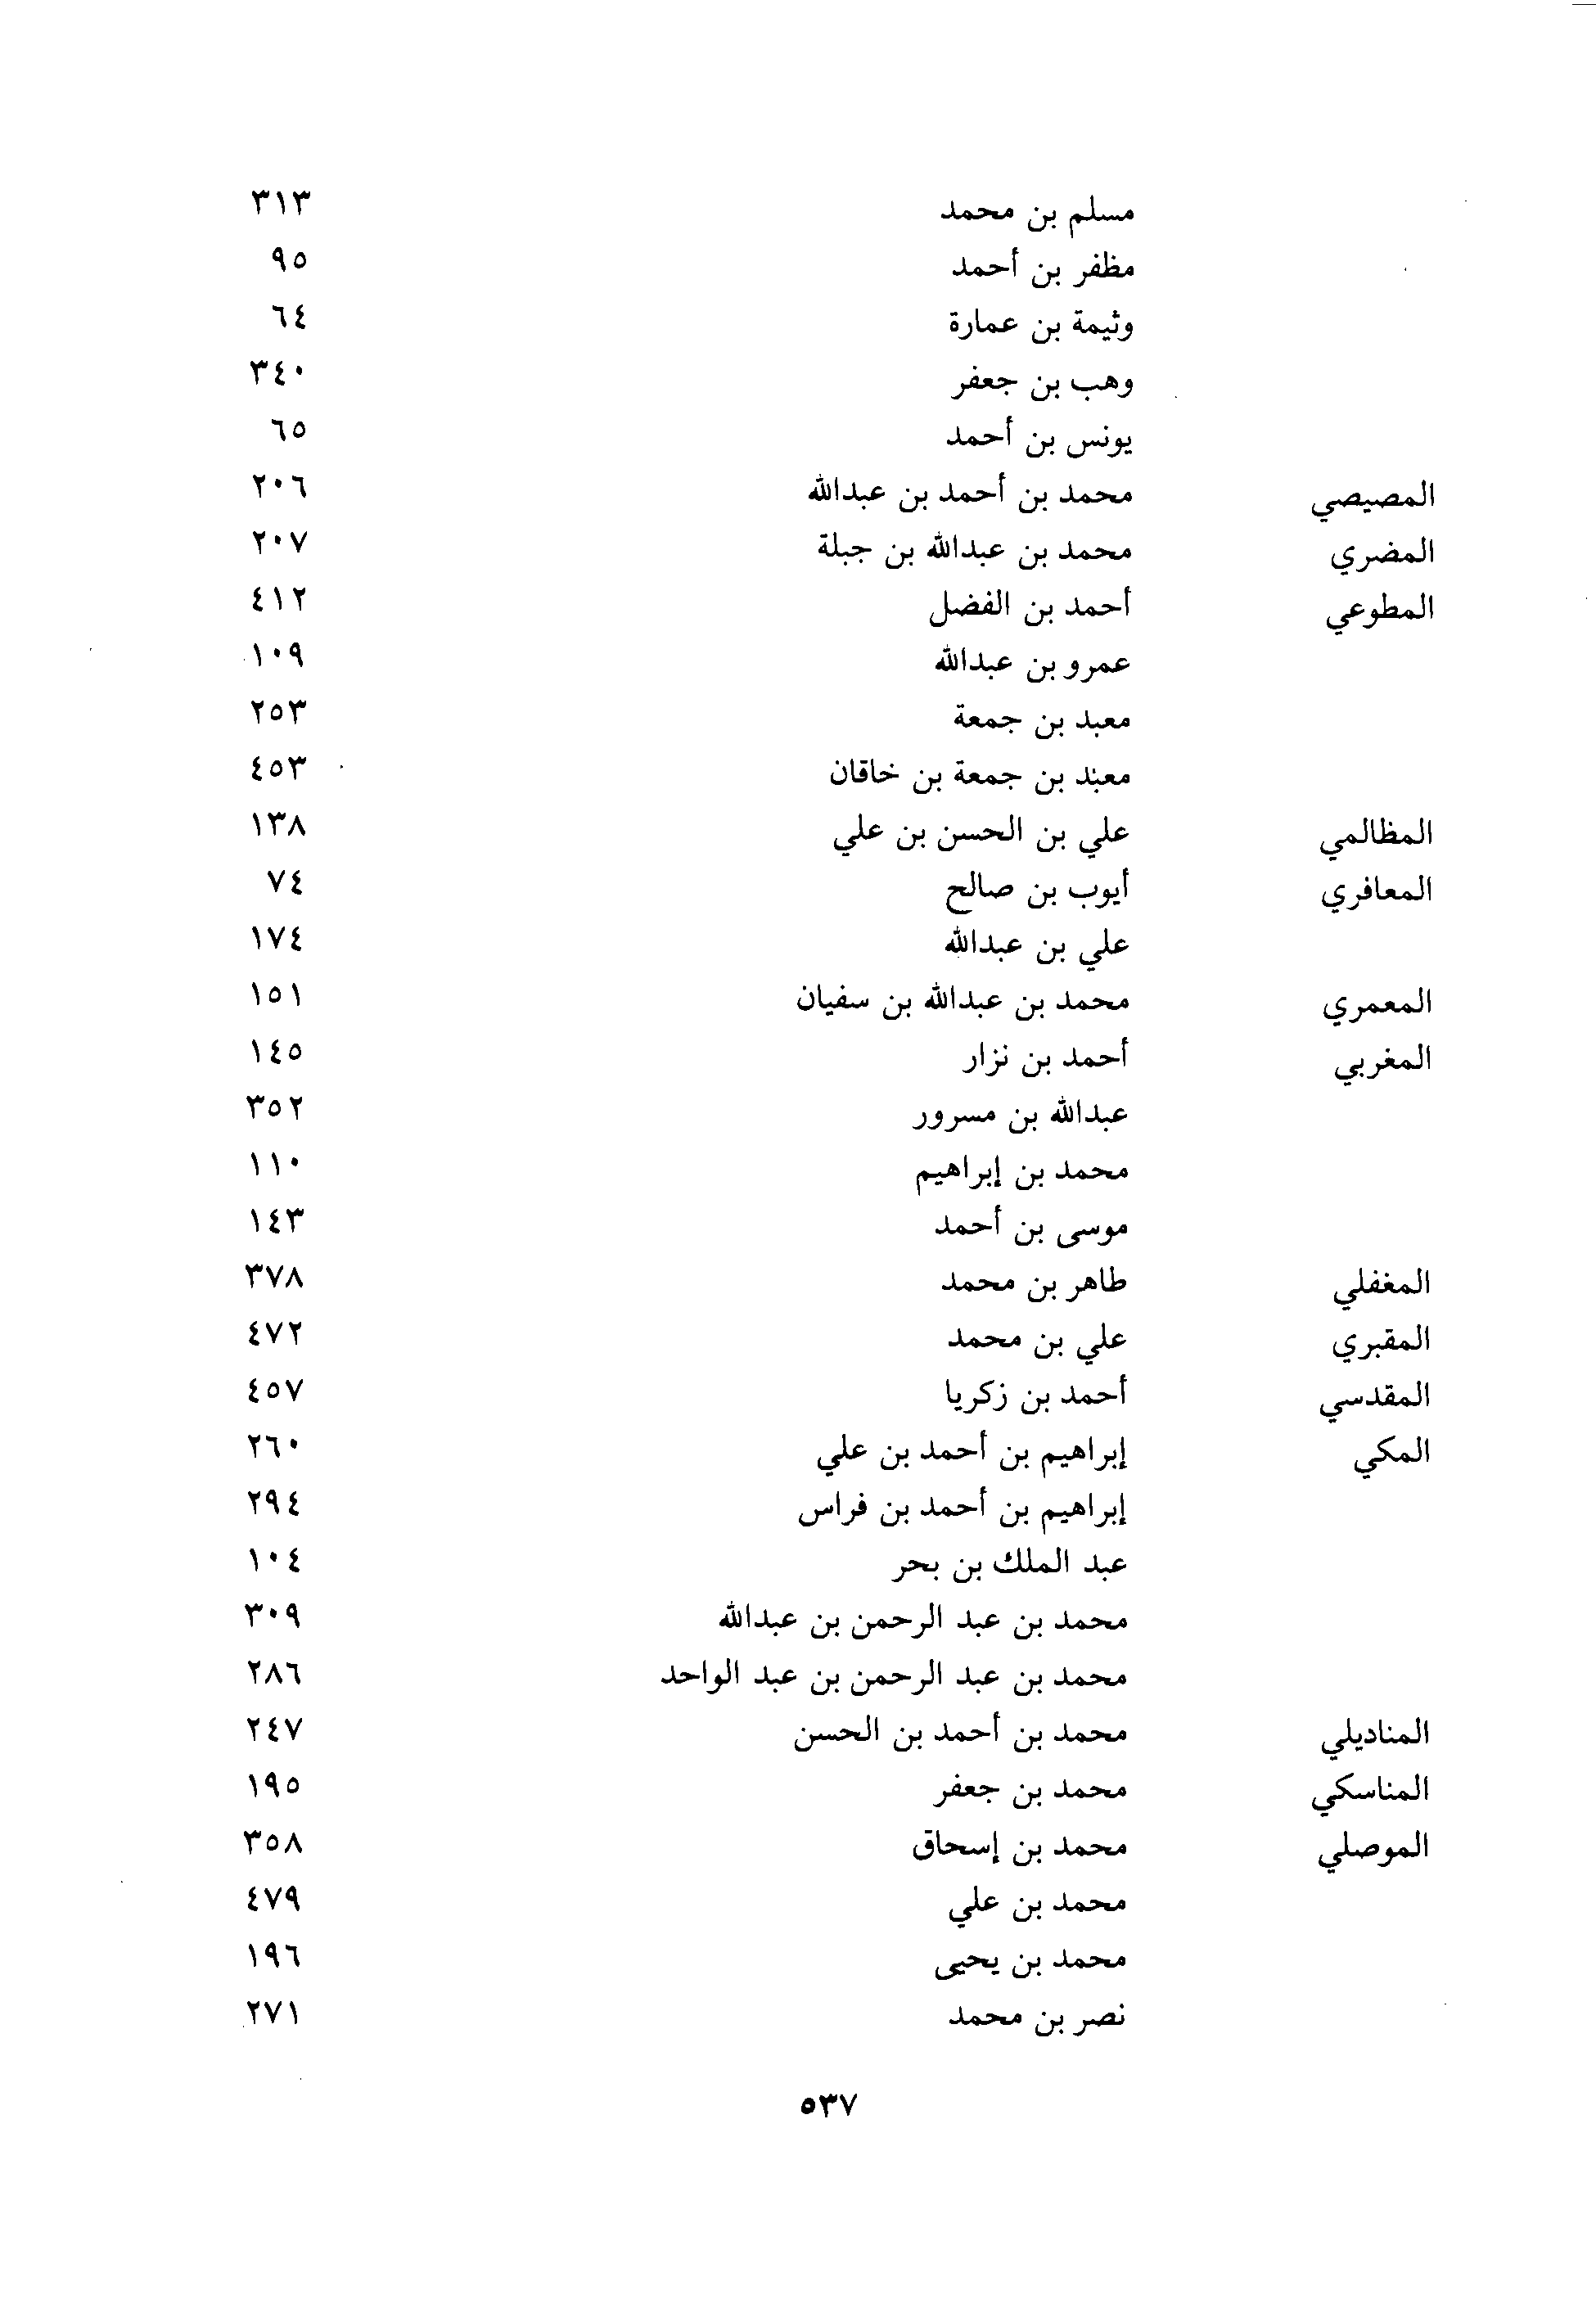 مسلم بن محمد ٣١٣
مظفر بن أحمد ٩٥
وثيمة بن عمارة ٦٤
وهب بن جعفر ٣٤٠
يونس بن أحمد ٦٥
المصيصي محمد بن أحمد بن عبدالله ٢٠٦
المضري محمد بن عبدالله بن جبلة ٢٠٧
المطوعي أحمد بن الفضل ٤١٢
عمرو بن عبدالله ١٠٩
معبد بن جمعة ٢٥٣
معبد بن جمعة بن خاقان ٤٥٣
المظالمي علي بن الحسن بن علي ١٣٨
المعافري أيوب بن صالح ٧٤
علي بن عبدالله ١٧٤
المعمري محمد بن عبدالله بن سفيان ١٥١
المغربي أحمد بن نزار ١٤٥
عبدالله بن مسرور ٣٥٢
محمد بن إبراهيم ١١٠
موسى بن أحمد ١٤٣
المغفلي طاهر بن محمد ٣٧٨
المقبري علي بن محمد ٤٧٢
المقدسي أحمد بن زكريا ٤٥٧
المكي إبراهيم بن أحمد بن علي ٢٦٠
إبراهيم بن أحمد بن فراس ٢٩٤
عبد الملك بن بحر ١٠٤
محمد بن عبد الرحمن بن عبدالله ٣٠٩
محمد بن عبد الرحمن بن عبد الواحد ٢٨٦
المناديلي محمد بن أحمد بن الحسن ٢٤٧
المناسكي محمد بن جعفر ١٩٥
الموصلي محمد بن إسحاق ٣٥٨
محمد بن علي ٤٧٩
محمد بن يحيى ١٩٦
نصر بن محمد ٢٧١
٥٣٧